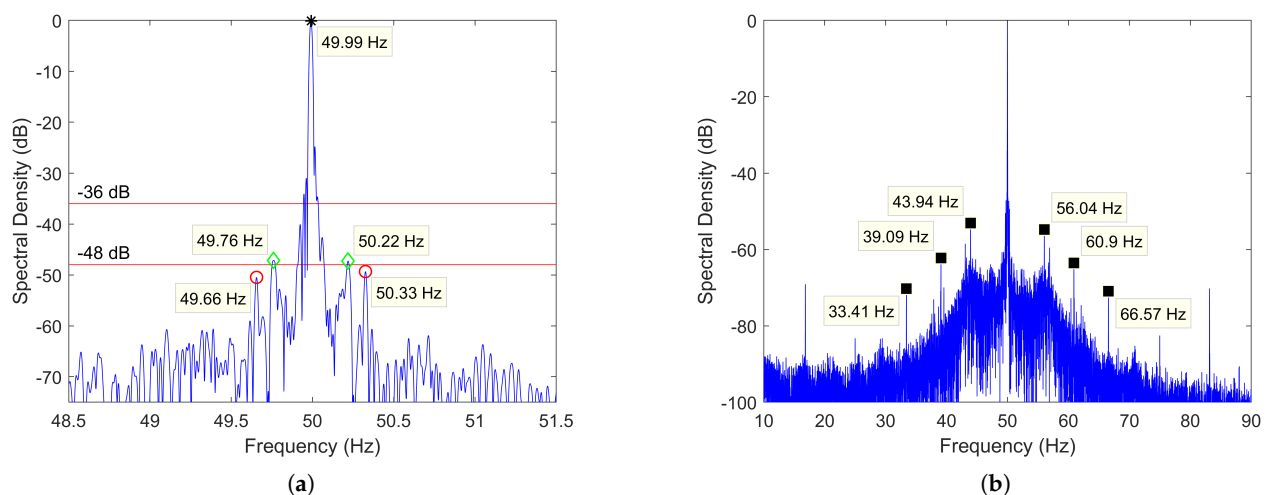 0
-10
-20
-30
-40
-50
-60
-70
48.5
49
49.5
50
50.5
51
51.5
Spectral Density (dB)
Frequency (Hz)
49.99 Hz
-36 dB
-48 dB
49.76 Hz
50.22 Hz
49.66 Hz
50.33 Hz
(a)
0
-20
-40
-60
-80
-100
10
20
30
40
50
60
70
80
90
Spectral Density (dB)
Frequency (Hz)
43.94 Hz
56.04 Hz
39.09 Hz
60.9 Hz
33.41 Hz
66.57 Hz
(b)